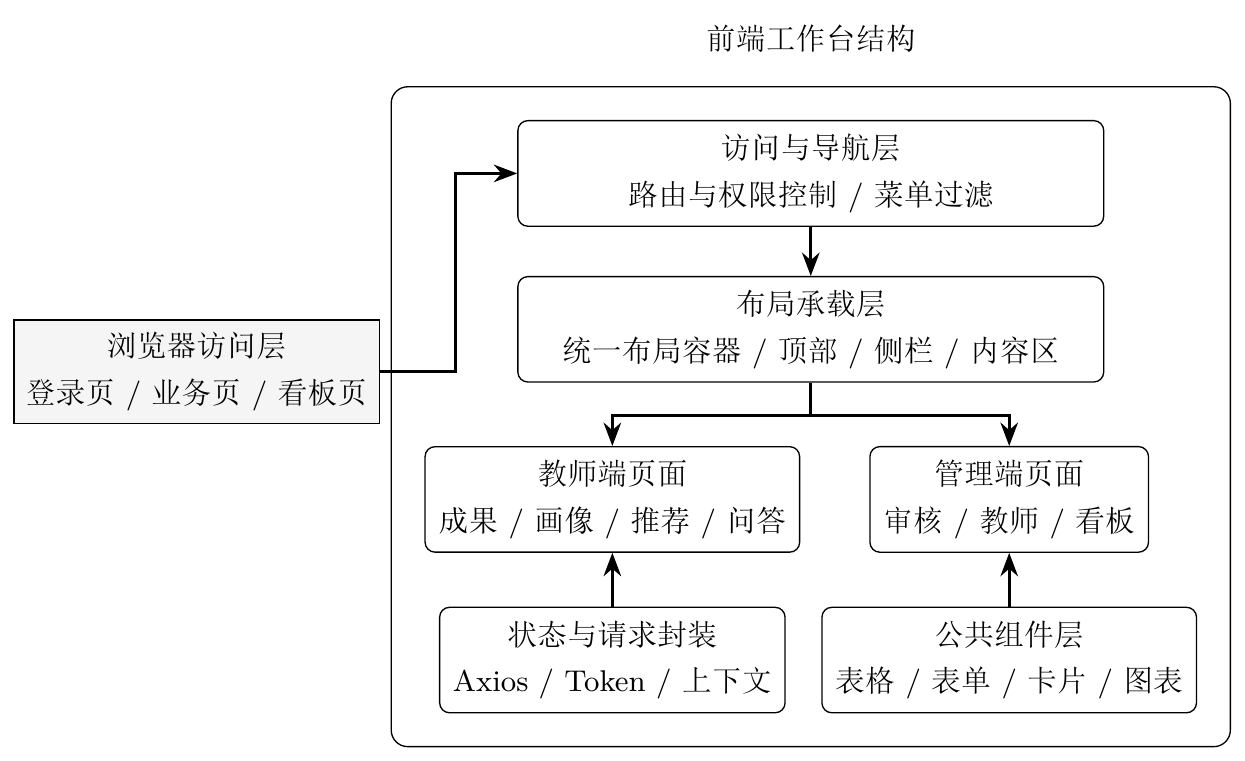 前端工作台结构
访问与导航层
路由与权限控制 / 菜单过滤
布局承载层
统一布局容器 / 顶部 / 侧栏 / 内容区
浏览器访问层
登录页 / 业务页 / 看板页
教师端页面
成果 / 画像 / 推荐 / 问答
管理端页面
审核 / 教师 / 看板
状态与请求封装
Axios / Token / 上下文
公共组件层
表格 / 表单 / 卡片 / 图表